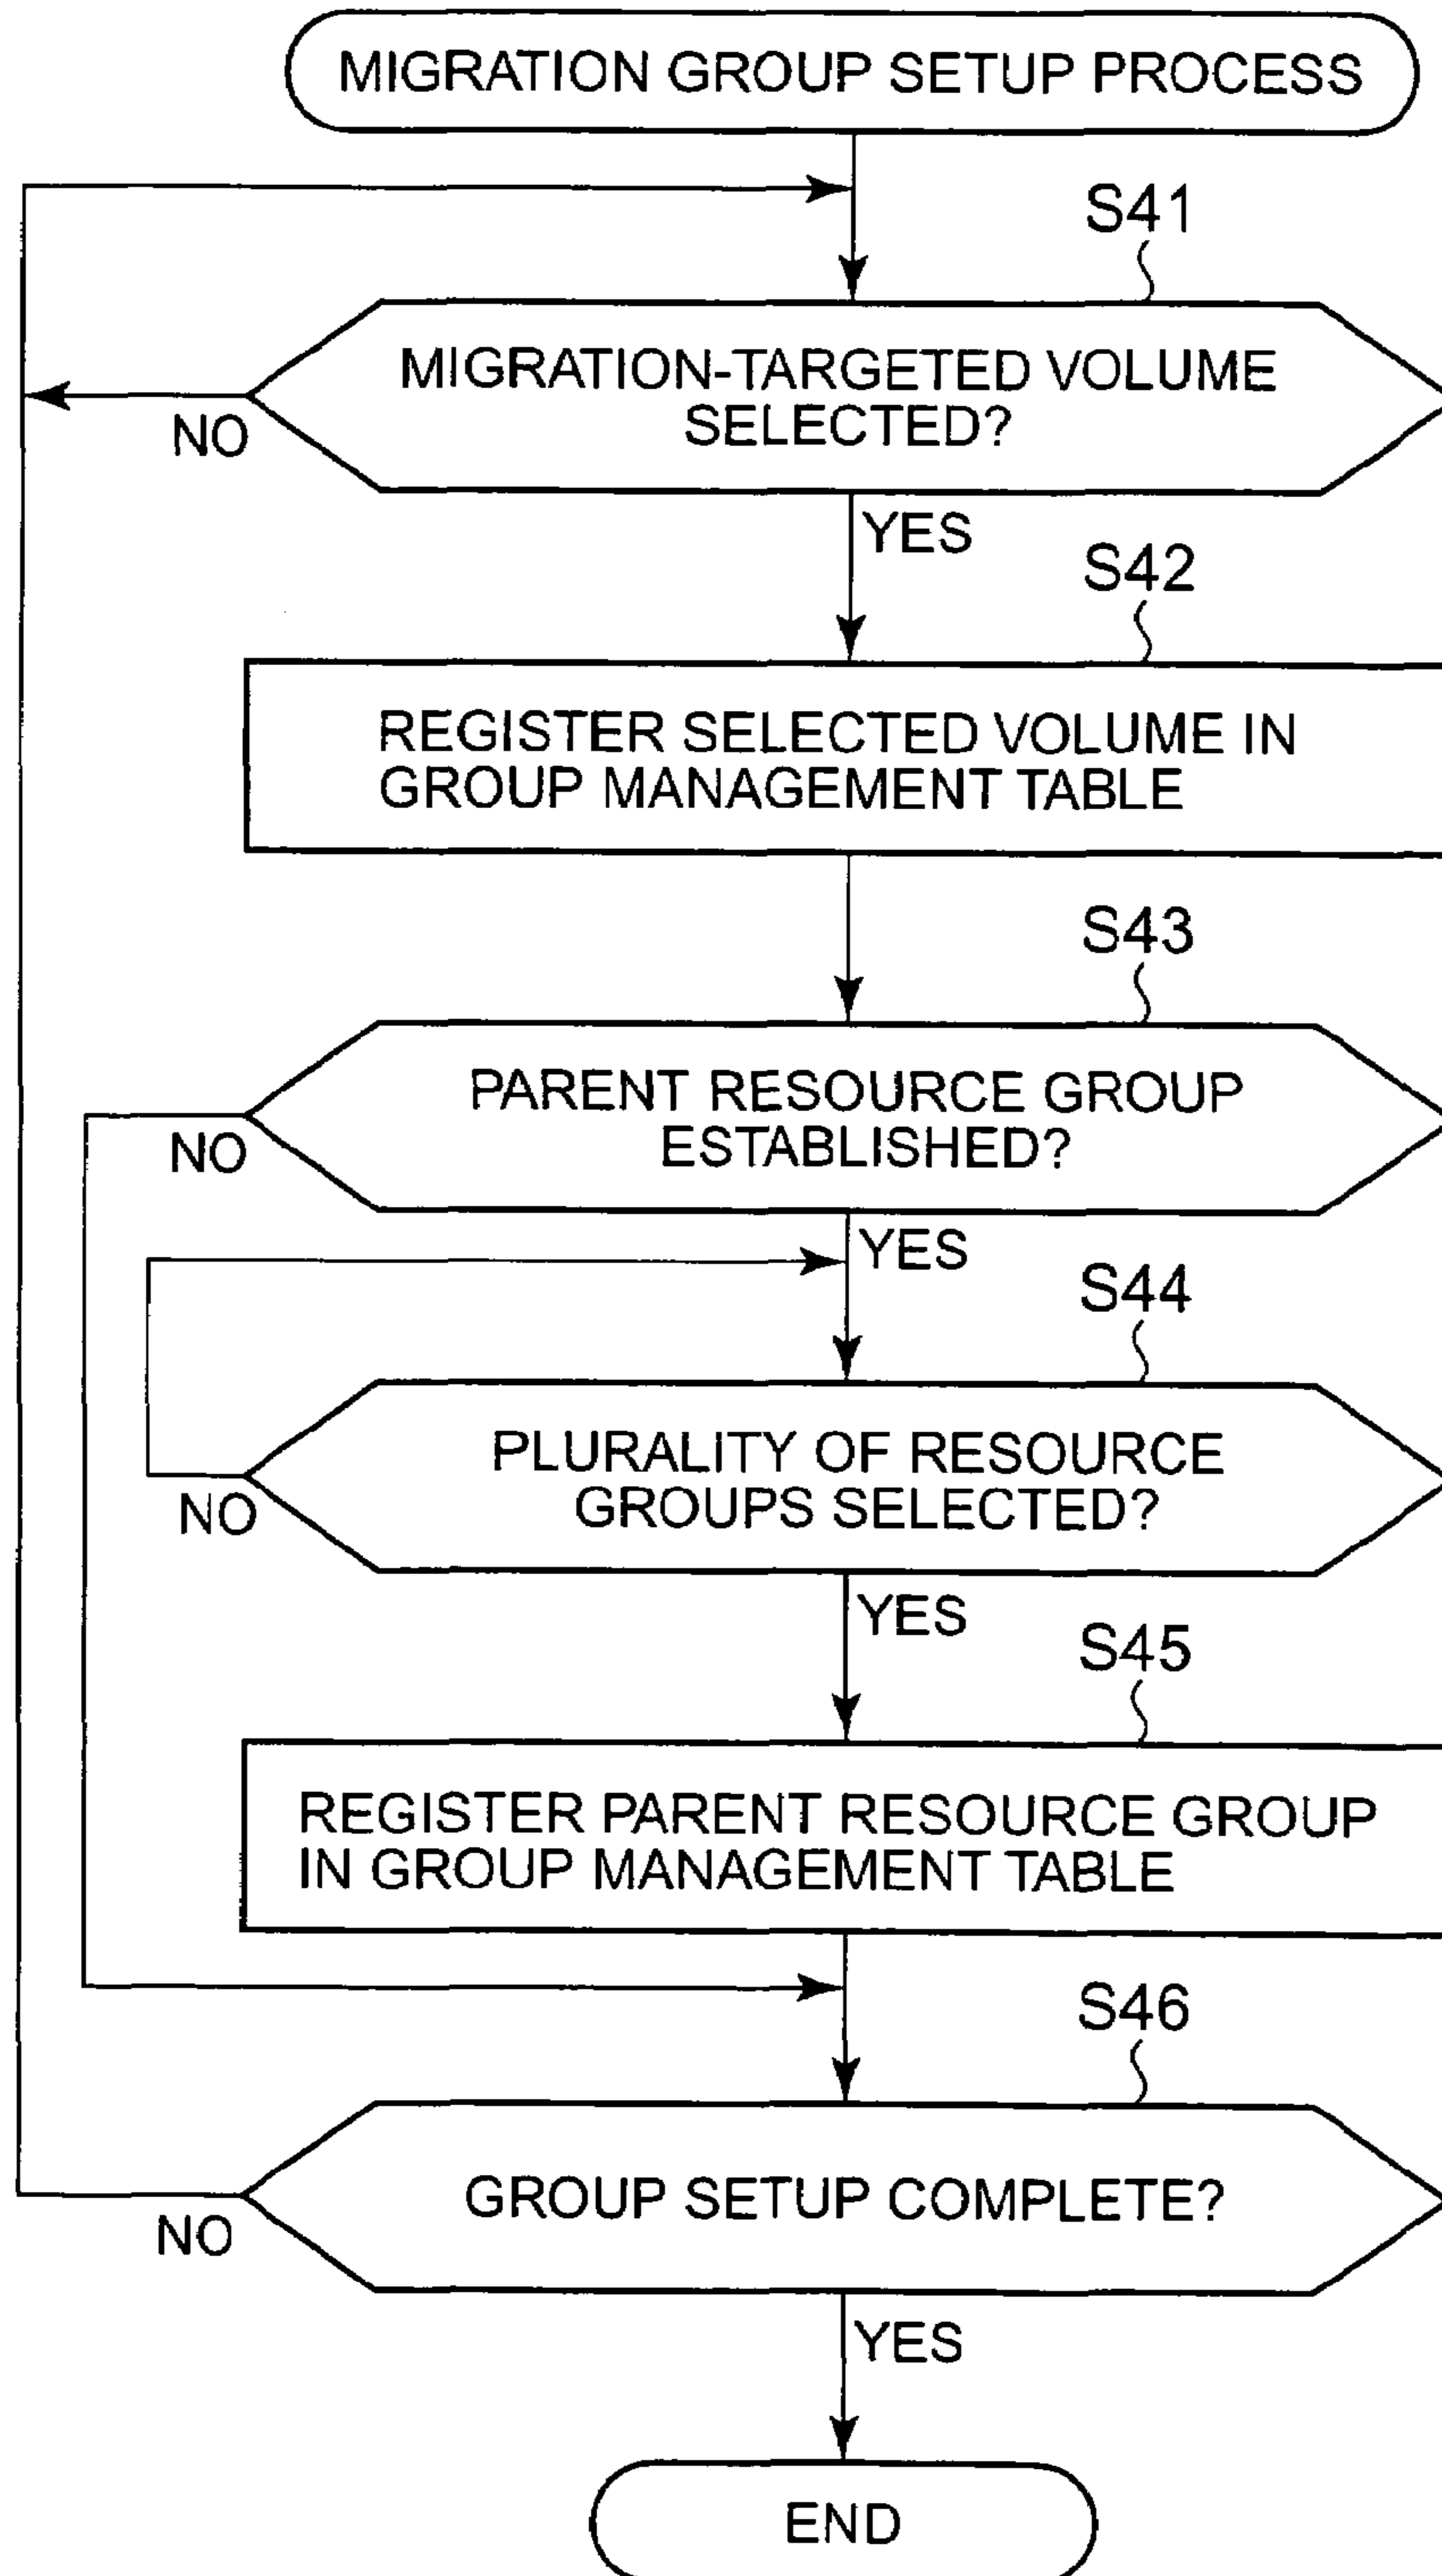 MIGRATION GROUP SETUP PROCESS
S41
MIGRATION-TARGETED VOLUME
SELECTED?
NO
YES
S42
REGISTER SELECTED VOLUME IN
GROUP MANAGEMENT TABLE
S43
PARENT RESOURCE GROUP
ESTABLISHED?
NO
YES
S44
PLURALITY OF RESOURCE
GROUPS SELECTED?
NO
YES
S45
REGISTER PARENT RESOURCE GROUP
IN GROUP MANAGEMENT TABLE
S46
GROUP SETUP COMPLETE?
NO
YES
END